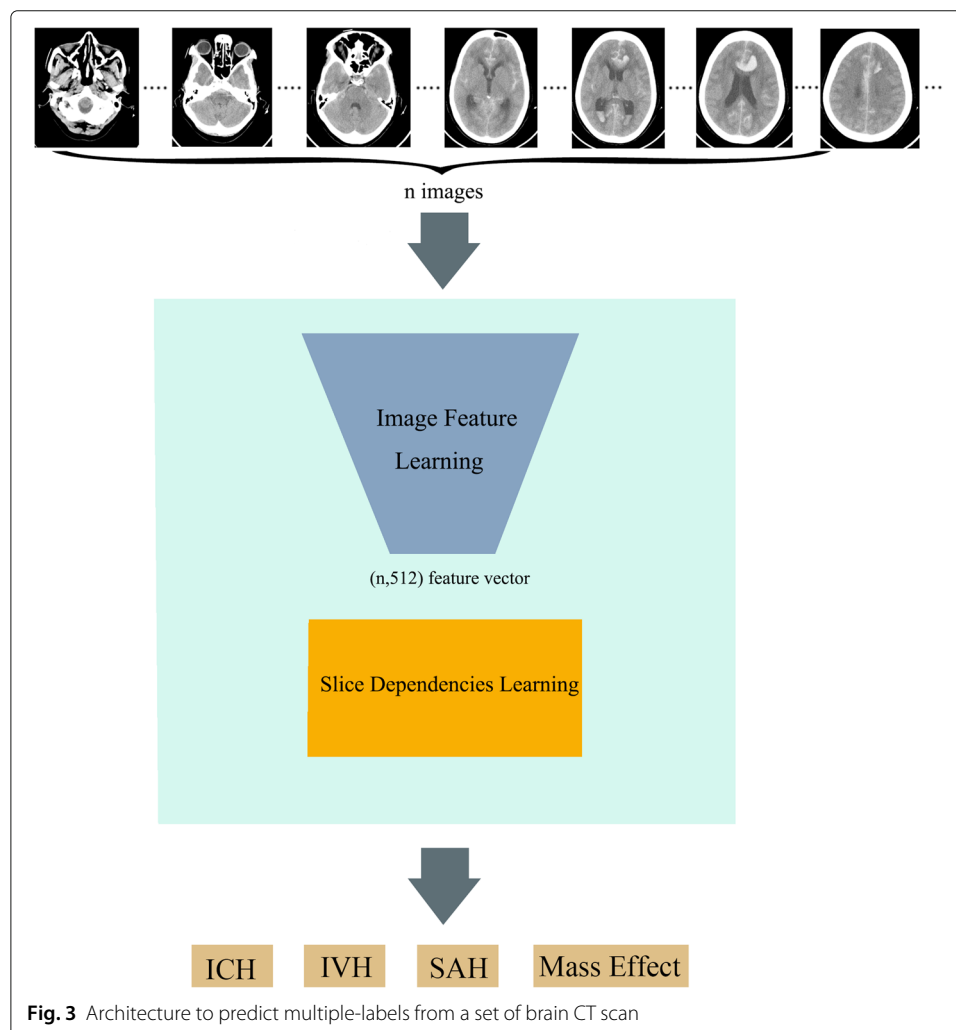 n images
Image Feature
Learning
(n,512) feature vector
Slice Dependencies Learning
ICH IVH SAH Mass Effect
Fig. 3 Architecture to predict multiple-labels from a set of brain CT scan